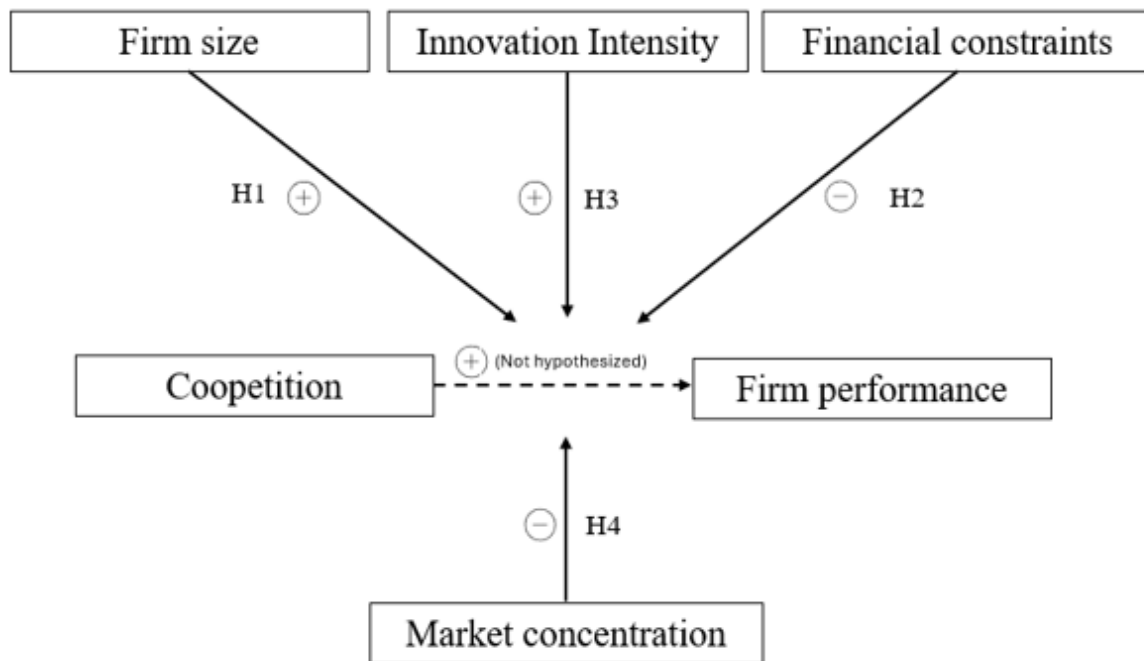 Firm size
Innovation Intensity
Financial constraints
H1
+
+
H3
−
H2
+ (Not hypothesized)
Coopetition
Firm performance
−
H4
Market concentration